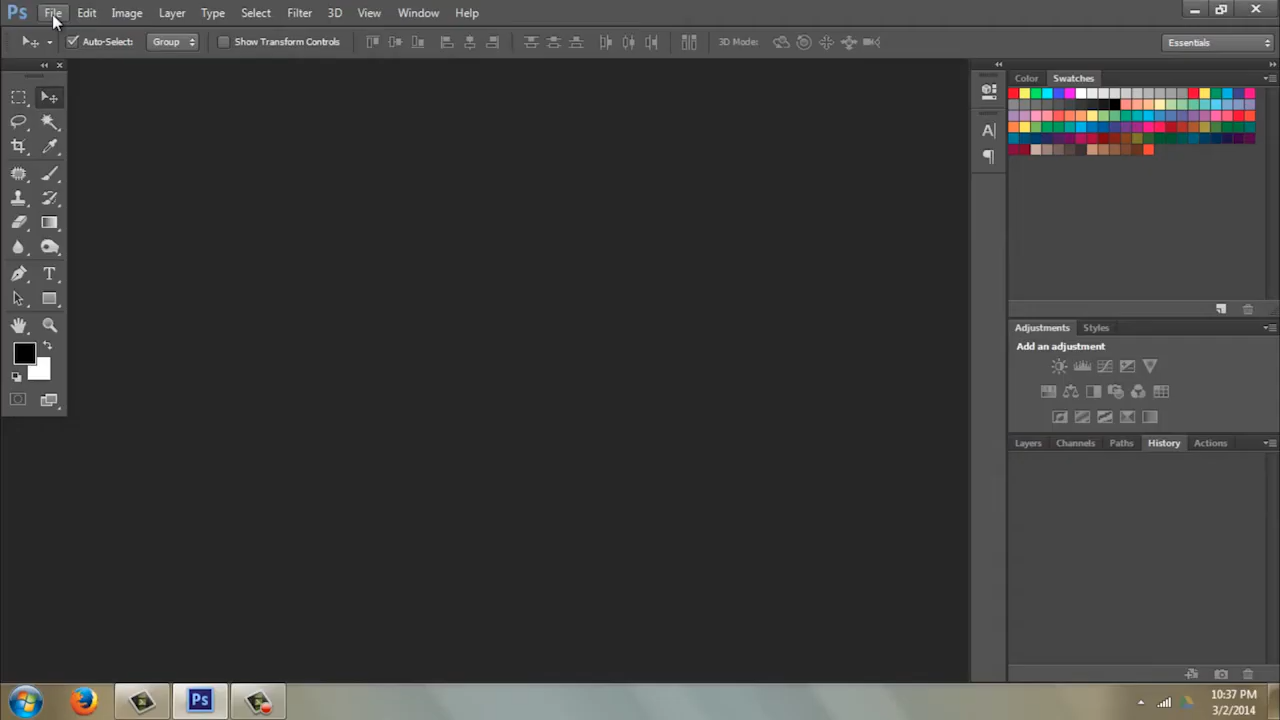 Ps File Edit Image Layer Type Select Filter 3D View Window Help
Auto-Select: Group Show Transform Controls 3D Mode: Essentials
Color Swatches
Adjustments Styles
Add an adjustment
Layers Channels Paths History Actions
Ps
10:37 PM
3/2/2014